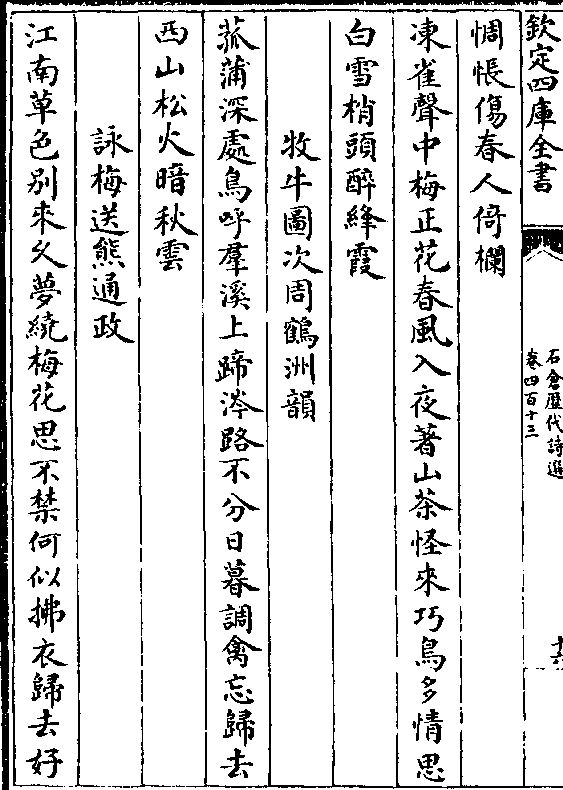 欽定四庫全書
石倉歴代詩選
卷四百十三
十六
惆悵傷春人倚欄
凍雀聲中梅正花春風入夜著山茶怪來巧鳥多情思
白雪梢頭醉絳霞
牧牛圖次周鶴洲韻
菰蒲深處鳥呼羣溪上蹄涔路不分日暮調禽忘歸去
西山松火暗秋雲
詠梅送熊通政
江南草色別來久夢繞梅花思不禁何似拂衣歸去好